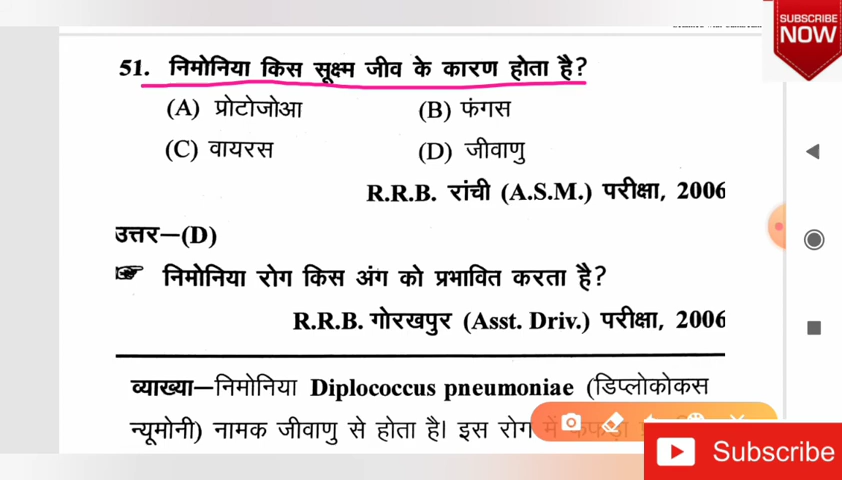 SUBSCRIBE
NOW
51. निमोनिया किस सूक्ष्म जीव के कारण होता है?
(A) प्रोटोजोआ (B) फंगस
(C) वायरस (D) जीवाणु
R.R.B. रांची (A.S.M.) परीक्षा, 2006
उत्तर–(D)
☞ निमोनिया रोग किस अंग को प्रभावित करता है?
R.R.B. गोरखपुर (Asst. Driv.) परीक्षा, 2006
व्याख्या–निमोनिया Diplococcus pneumoniae (डिप्लोकोकस
न्यूमोनी) नामक जीवाणु से होता है। इस रोग में फेफड़ा
Subscribe